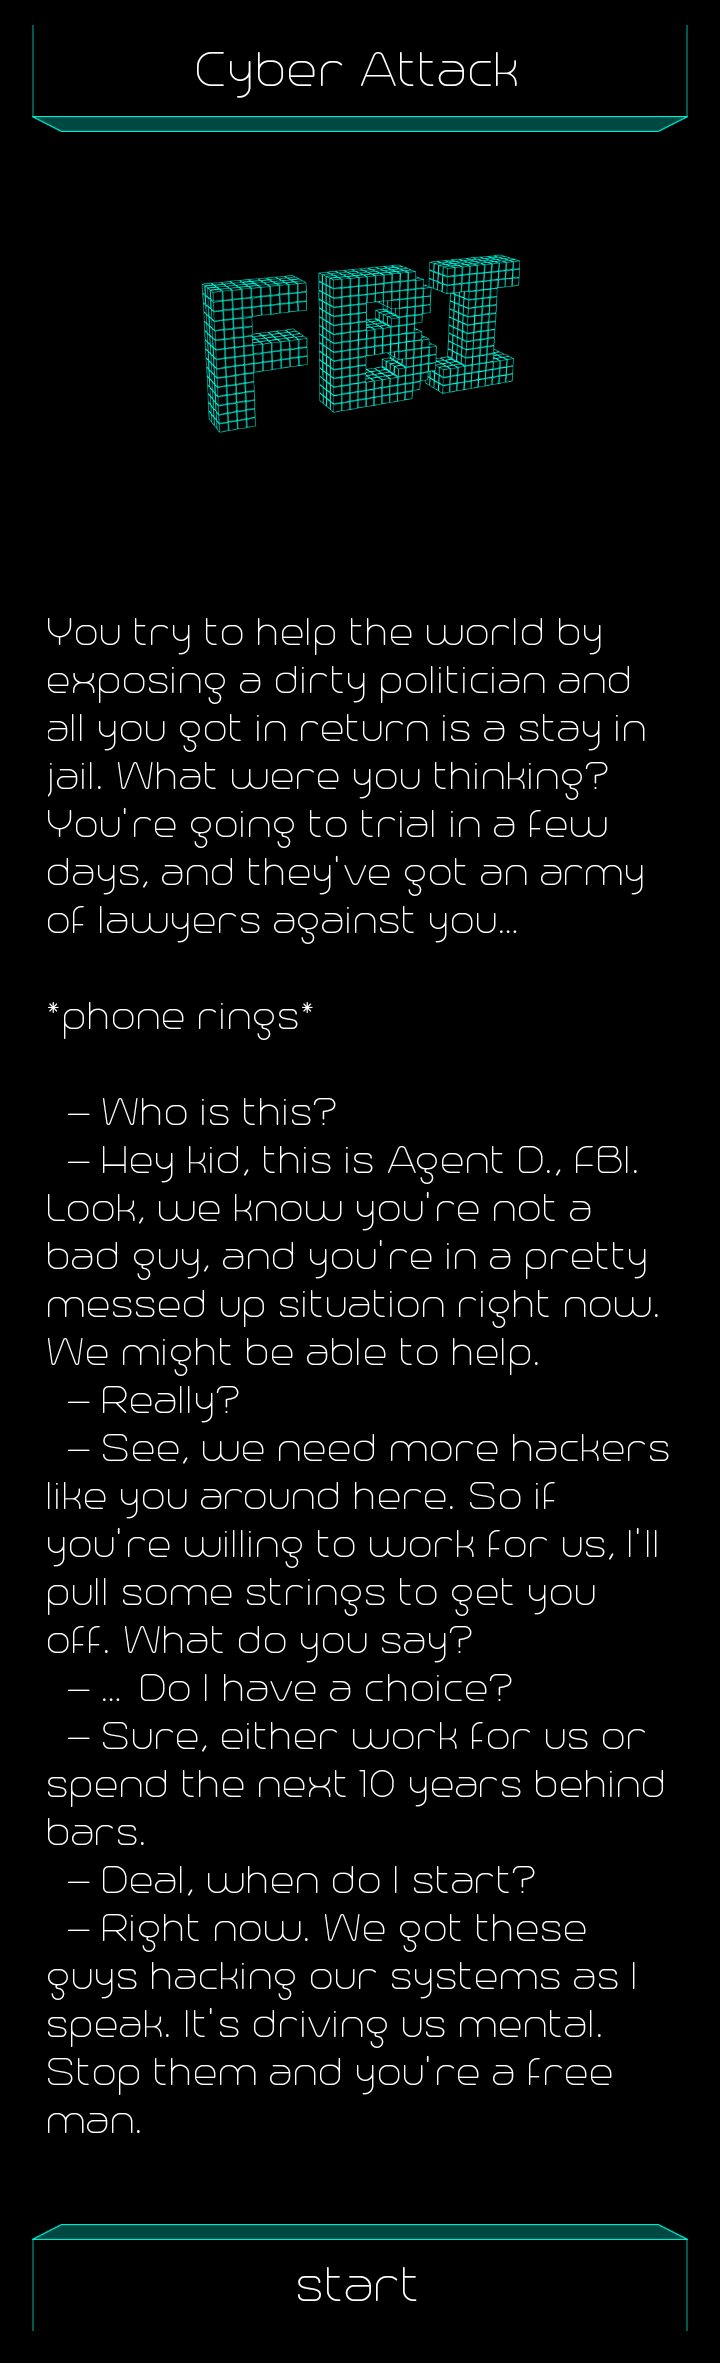 Cyber Attack
FBI
You try to help the world by
exposing a dirty politician and
all you got in return is a stay in
jail. What were you thinking?
You're going to trial in a few
days, and they've got an army
of lawyers against you...
*phone rings*
– Who is this?
– Hey kid, this is Agent D., FBI.
Look, we know you're not a
bad guy, and you're in a pretty
messed up situation right now.
We might be able to help.
– Really?
– See, we need more hackers
like you around here. So if
you're willing to work for us, I'll
pull some strings to get you
off. What do you say?
– ... Do I have a choice?
– Sure, either work for us or
spend the next 10 years behind
bars.
– Deal, when do I start?
– Right now. We got these
guys hacking our systems as I
speak. It's driving us mental.
Stop them and you're a free
man.
start